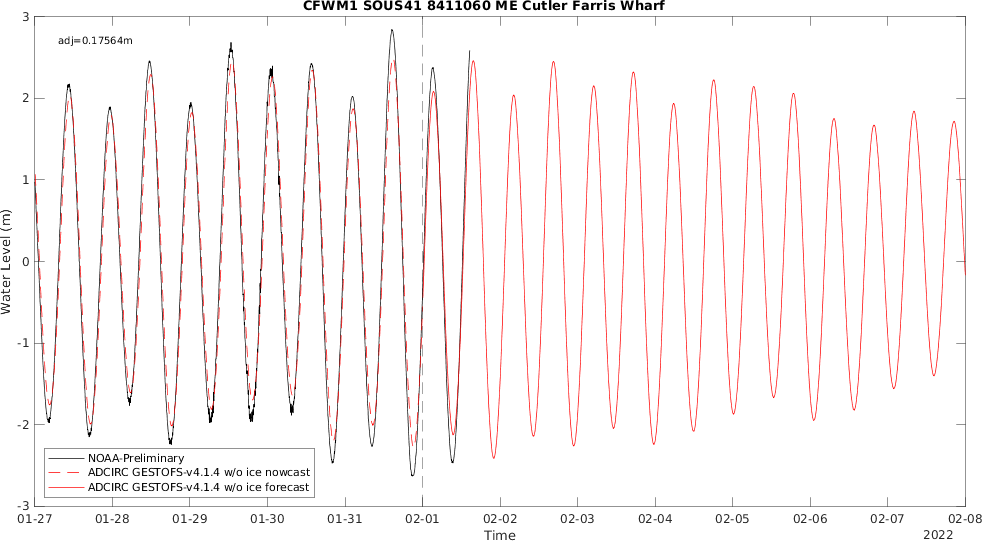 CFWM1 SOUS41 8411060 ME Cutler Farris Wharf
adj=0.17564m
3
2
1
0
-1
-2
-3
Water Level (m)
NOAA-Preliminary
ADCIRC GESTOFS-v4.1.4 w/o ice nowcast
ADCIRC GESTOFS-v4.1.4 w/o ice forecast
01-27 01-28 01-29 01-30 01-31 02-01 02-02 02-03 02-04 02-05 02-06 02-07 02-08
Time
2022